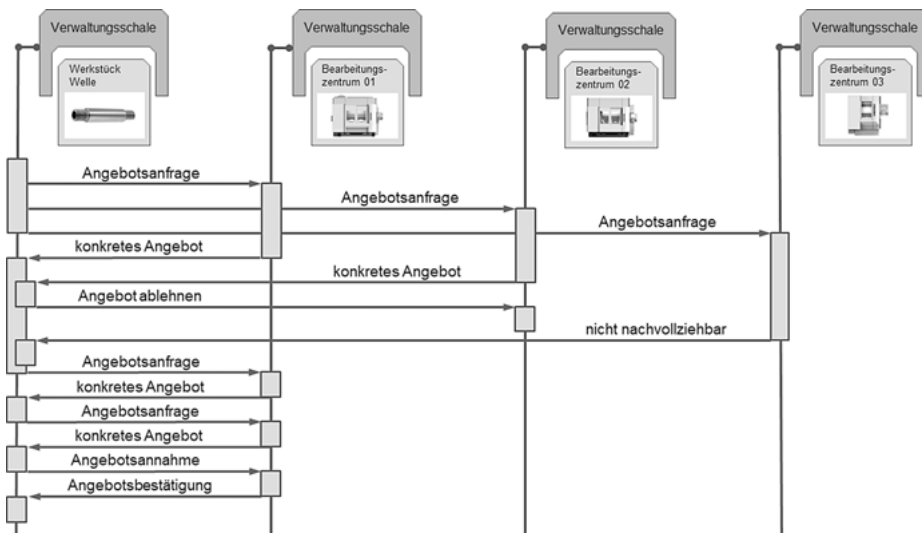 Verwaltungsschale
Verwaltungsschale
Verwaltungsschale
Verwaltungsschale
Werkstück
Welle
Bearbeitungs-
zentrum 01
Bearbeitungs-
zentrum 02
Bearbeitungs-
zentrum 03
Angebotsanfrage
Angebotsanfrage
Angebotsanfrage
konkretes Angebot
konkretes Angebot
Angebot ablehnen
nicht nachvollziehbar
Angebotsanfrage
konkretes Angebot
Angebotsanfrage
konkretes Angebot
Angebotsannahme
Angebotsbestätigung